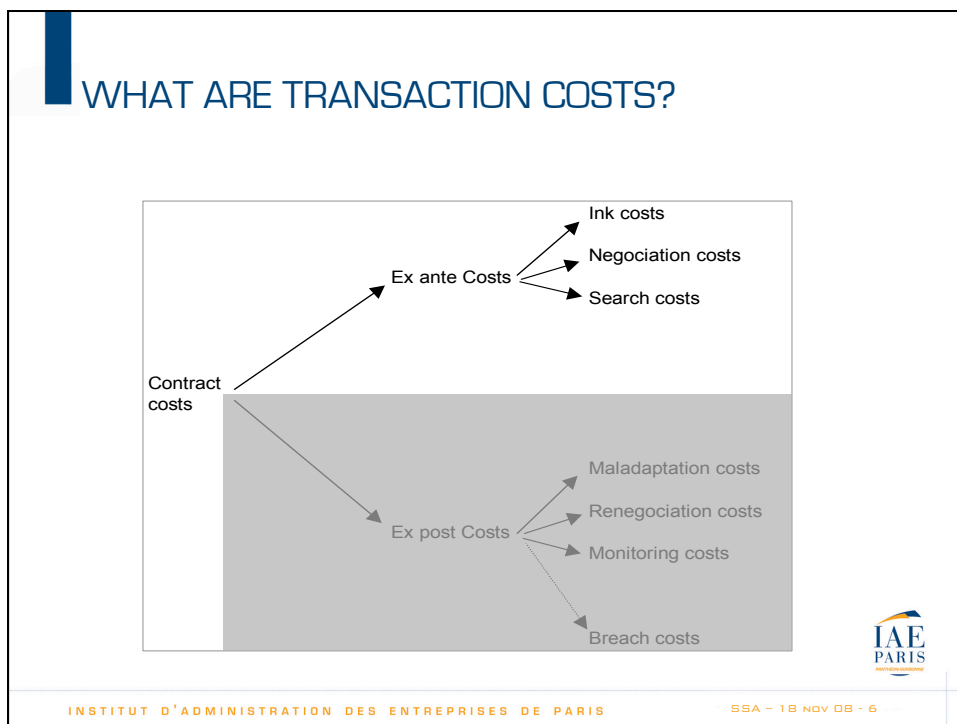 WHAT ARE TRANSACTION COSTS?
Ink costs
Negociation costs
Ex ante Costs
Search costs
Contract
costs
Maladaptation costs
Renegociation costs
Ex post Costs
Monitoring costs
Breach costs
IAE
PARIS
PANTHÉON-SORBONNE
INSTITUT D'ADMINISTRATION DES ENTREPRISES DE PARIS
SSA – 18 NOV 08 - 6